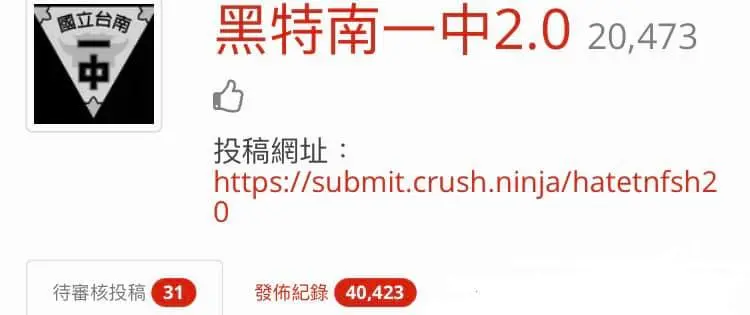 國立台南
一中
黑特南一中2.0 20,473
投稿網址：
https://submit.crush.ninja/hatetnfsh2
0
待審核投稿 31 發佈紀錄 40,423